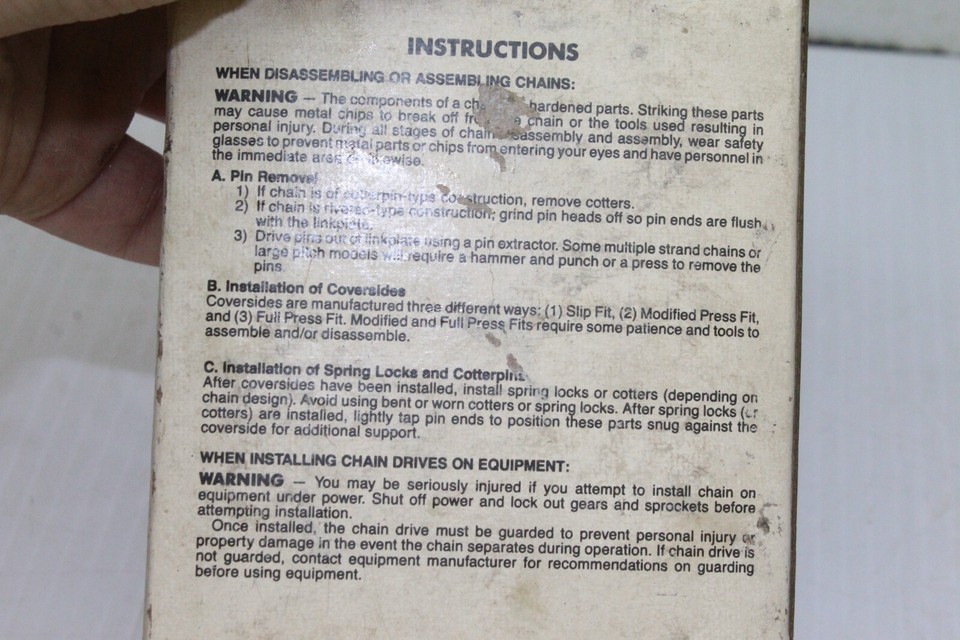 INSTRUCTIONS
WHEN DISASSEMBLING OR ASSEMBLING CHAINS:
WARNING — The components of a hardened parts. Striking these parts
may cause metal chips to break off chain or the tools used resulting in
personal injury. During all stages of chain and assembly, wear safety
glasses to prevent metal parts or chips from entering your eyes and have personnel in
the immediate area likewise.
A. Pin Removal
1) If chain is of cotterpin-type construction, remove cotters.
2) If chain is riveted-type construction; grind pin heads off so pin ends are flush
with the linkplate.
3) Drive pins out of linkplate using a pin extractor. Some multiple strand chains or
large pitch models will require a hammer and punch or a press to remove the
pins.
B. Installation of Coversides
Coversides are manufactured three different ways: (1) Slip Fit, (2) Modified Press Fit,
and (3) Full Press Fit. Modified and Full Press Fits require some patience and tools to
assemble and/or disassemble.
C. Installation of Spring Locks and Cotterpins
After coversides have been installed, install spring locks or cotters (depending on
chain design). Avoid using bent or worn cotters or spring locks. After spring locks (or
cotters) are installed, lightly tap pin ends to position these parts snug against the
coverside for additional support.
WHEN INSTALLING CHAIN DRIVES ON EQUIPMENT:
WARNING — You may be seriously injured if you attempt to install chain on
equipment under power. Shut off power and lock out gears and sprockets before
attempting installation.
Once installed, the chain drive must be guarded to prevent personal injury or
property damage in the event the chain separates during operation. If chain drive is
not guarded, contact equipment manufacturer for recommendations on guarding
before using equipment.